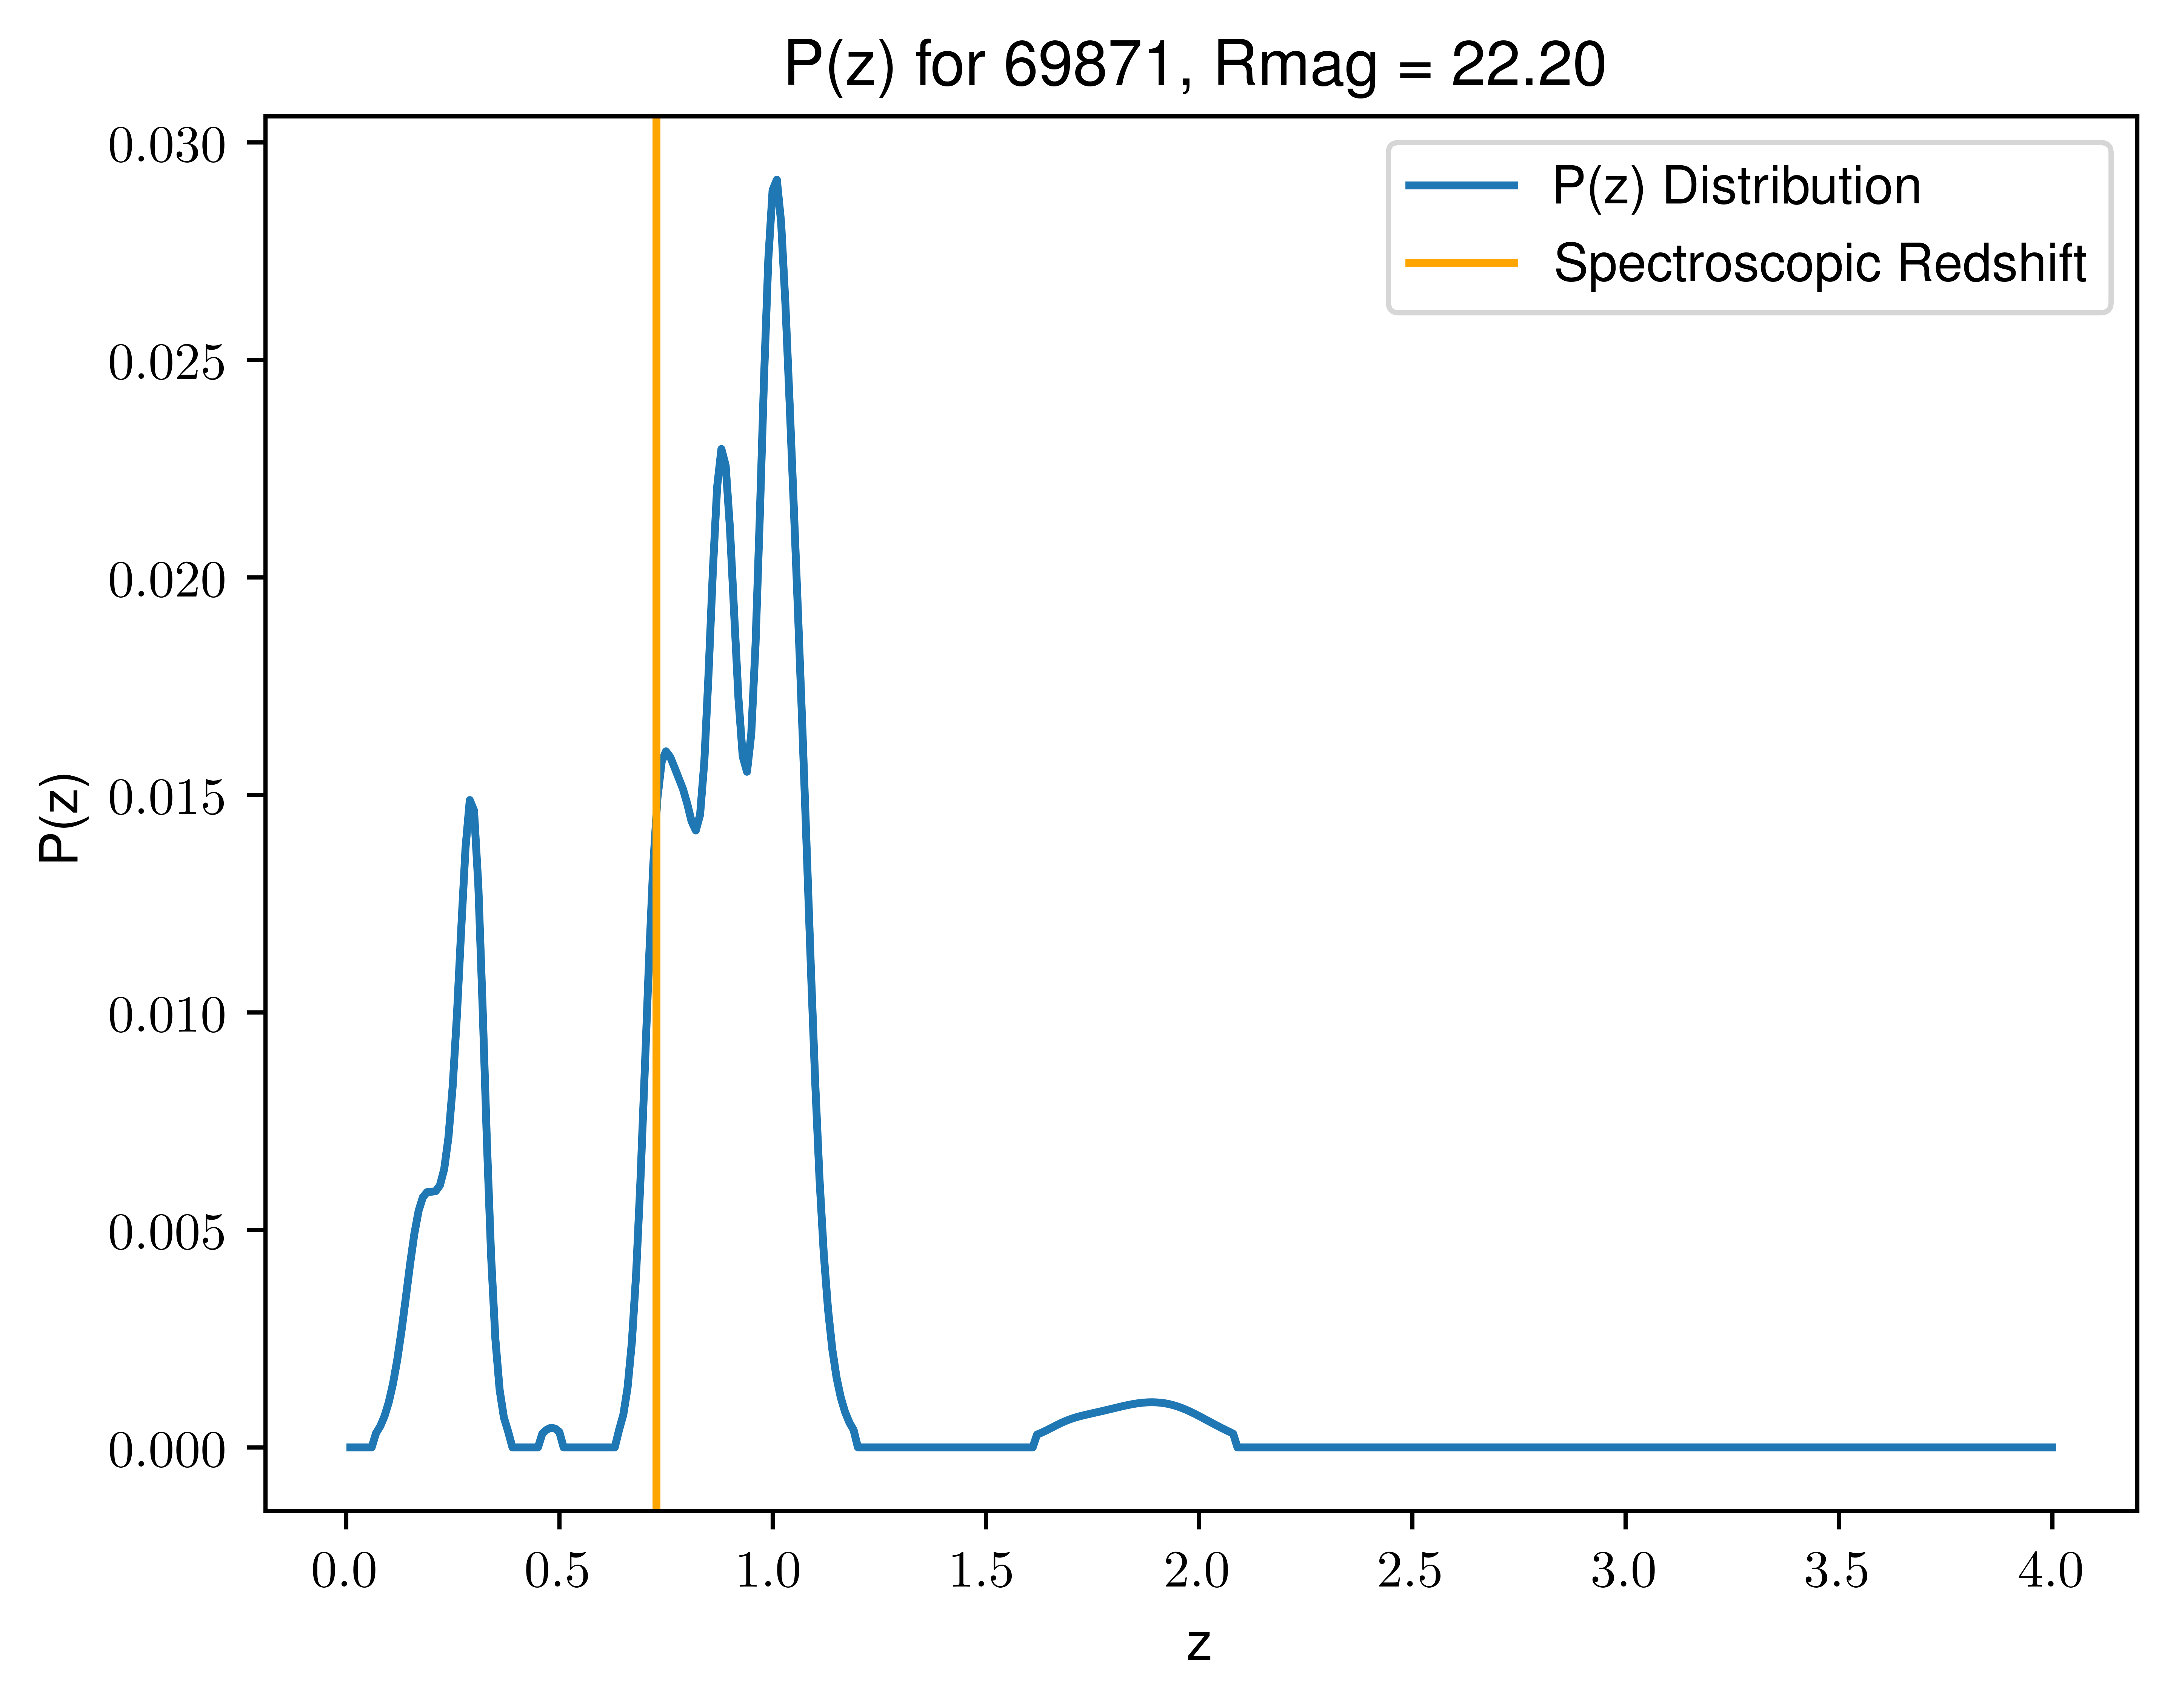 P(z) for 69871, Rmag = 22.20
P(z) Distribution
Spectroscopic Redshift
P(z)
0.030
0.025
0.020
0.015
0.010
0.005
0.000
0.0 0.5 1.0 1.5 2.0 2.5 3.0 3.5 4.0
z